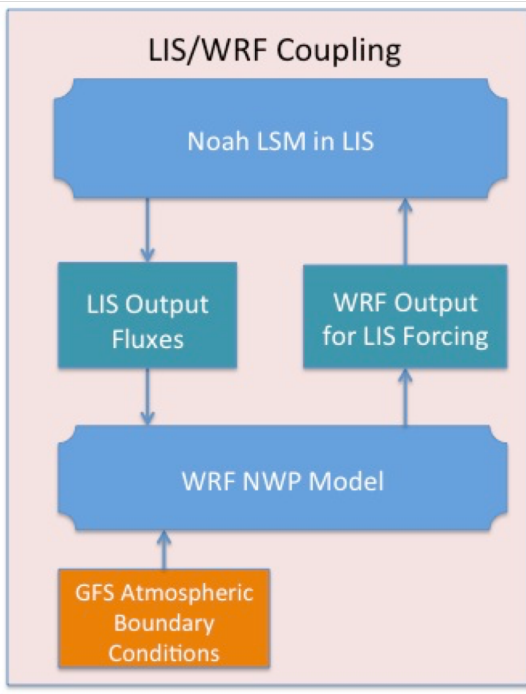 LIS/WRF Coupling
Noah LSM in LIS
LIS Output
Fluxes
WRF Output
for LIS Forcing
WRF NWP Model
GFS Atmospheric
Boundary
Conditions